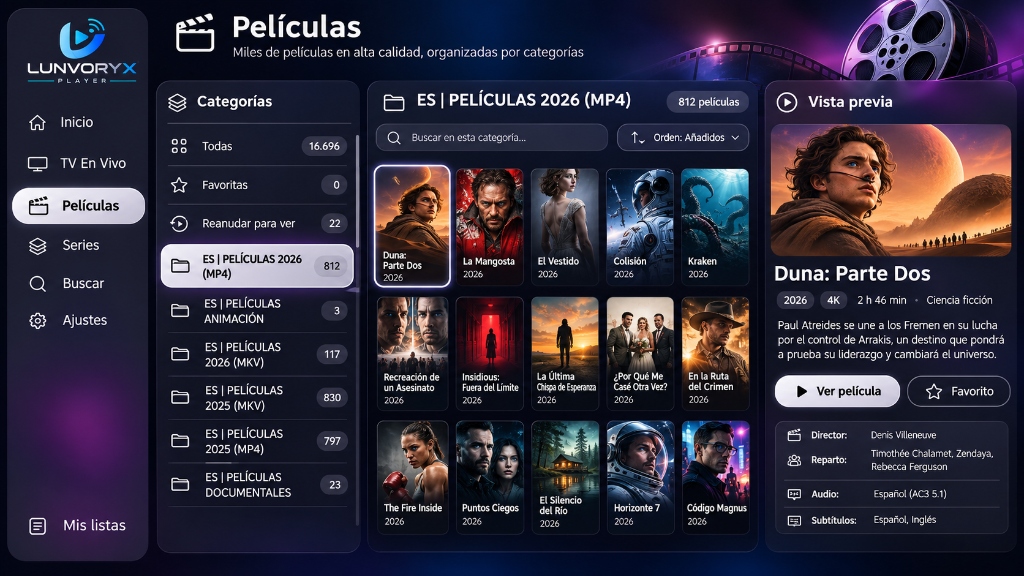 LUNVORYX
PLAYER
Inicio
TV En Vivo
Películas
Series
Buscar
Ajustes
Mis listas
Películas
Miles de películas en alta calidad, organizadas por categorías
Categorías
Todas 16.696
Favoritas 0
Reanudar para ver 22
ES | PELÍCULAS 2026
(MP4) 812
ES | PELÍCULAS
ANIMACIÓN 3
ES | PELÍCULAS
2026 (MKV) 117
ES | PELÍCULAS
2025 (MKV) 830
ES | PELÍCULAS
2025 (MP4) 797
ES | PELÍCULAS
DOCUMENTALES 23
ES | PELÍCULAS 2026 (MP4) 812 películas
Buscar en esta categoría... Orden: Añadidos
Duna:
Parte Dos
2026
La Mangosta
2026
El Vestido
2026
Colisión
2026
Kraken
2026
Recreación de
un Asesinato
2026
Insidious:
Fuera del Límite
2026
La Última
Chispa de Esperanza
2026
¿Por Qué Me
Casé Otra Vez?
2026
En la Ruta
del Crimen
2026
The Fire Inside
2026
Puntos Ciegos
2026
El Silencio
del Río
2026
Horizonte 7
2026
Código Magnus
2026
Vista previa
Duna: Parte Dos
2026 4K 2 h 46 min • Ciencia ficción
Paul Atreides se une a los Fremen en su lucha
por el control de Arrakis, un destino que pondrá
a prueba su liderazgo y cambiará el universo.
Ver película Favorito
Director: Denis Villeneuve
Reparto: Timothée Chalamet, Zendaya,
Rebecca Ferguson
Audio: Español (AC3 5.1)
Subtítulos: Español, Inglés